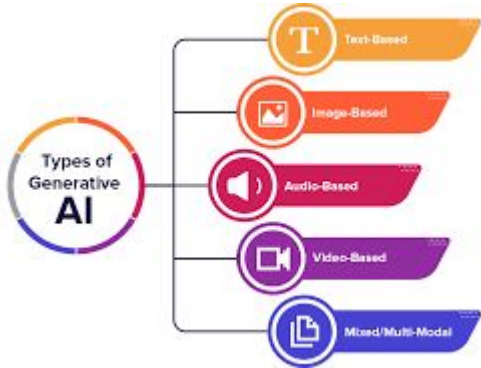 Types of
Generative
AI
T
Text-Based
Image-Based
Audio-Based
Video-Based
Mixed/Multi-Modal